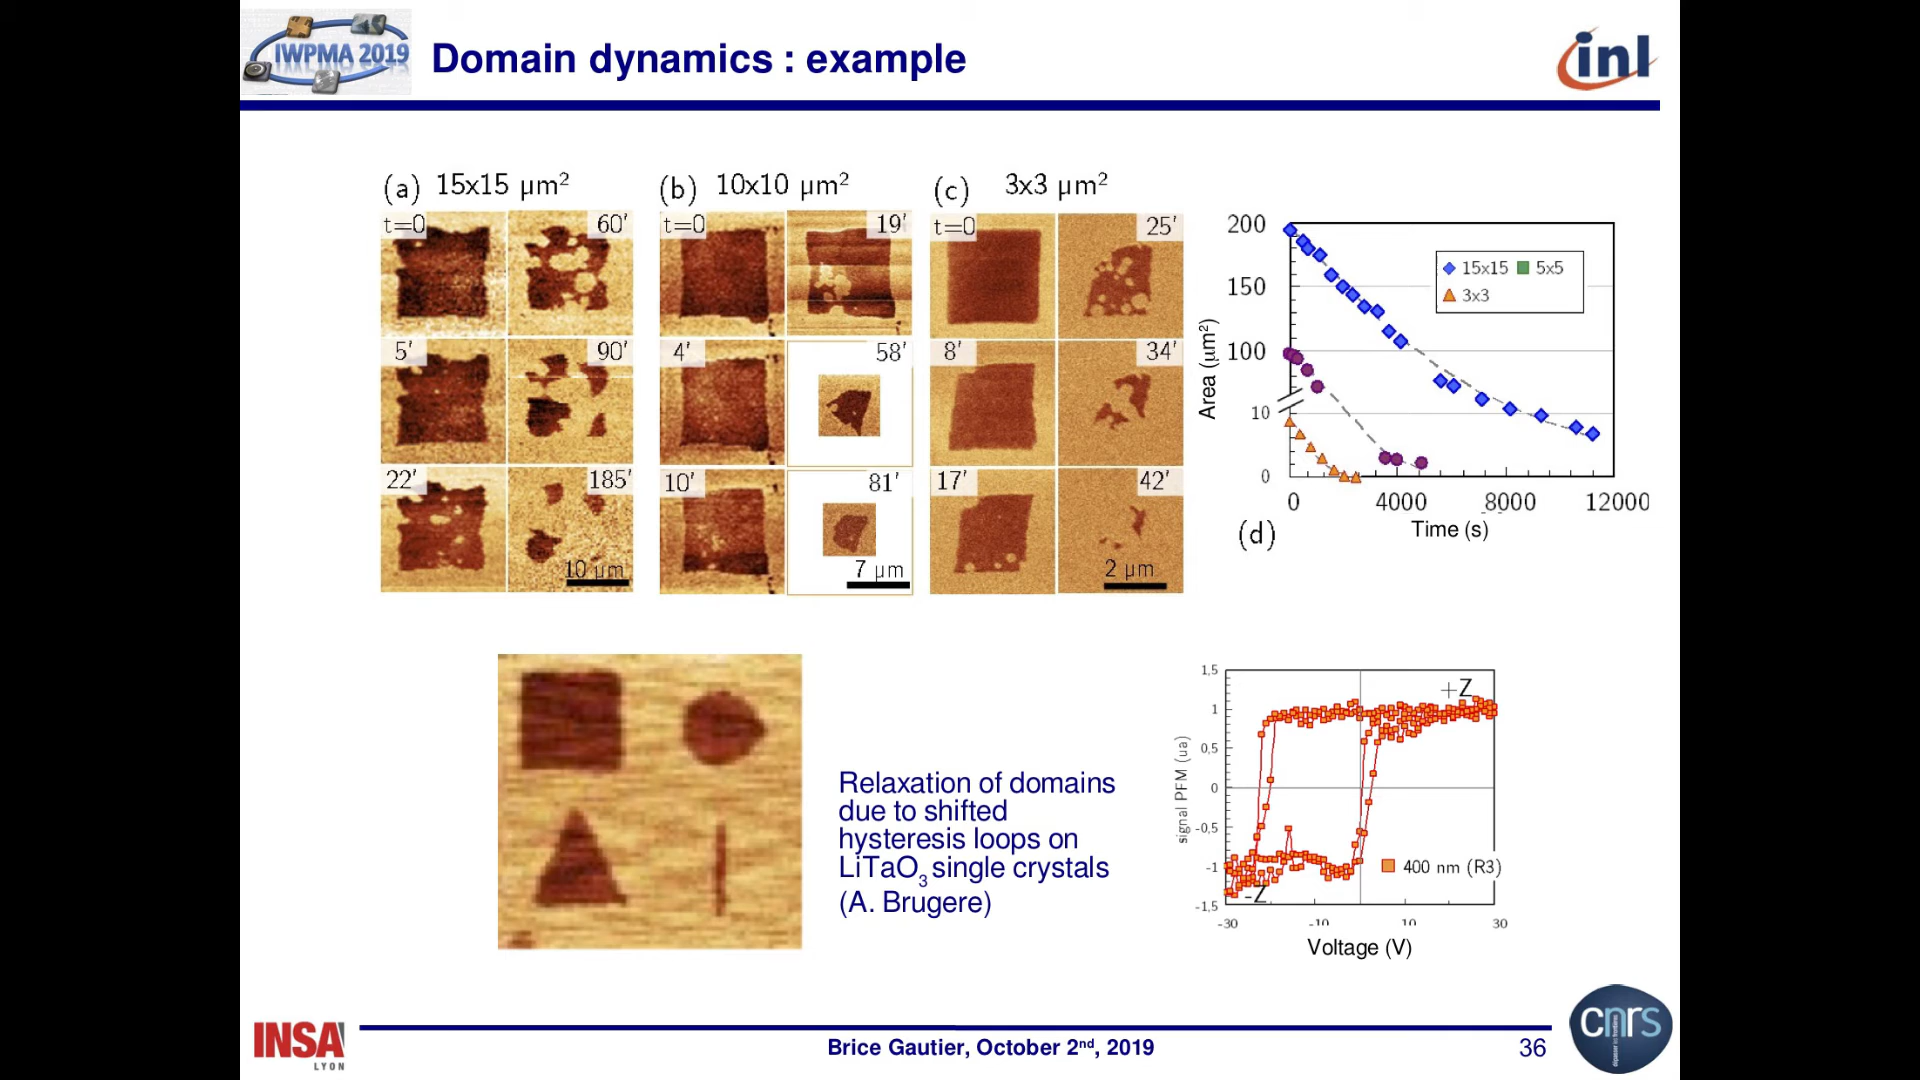 IWPMA 2019
Domain dynamics : example
inl
(a) 15x15 µm²
(b) 10x10 µm²
(c) 3x3 µm²
t=0 60' t=0 19' t=0 25'
5' 90' 4' 58' 8' 34'
22' 185' 10' 81' 17' 42'
10 µm 7 µm 2 µm
200
150
100
10
0
Area (µm²)
15x15 5x5
3x3
0 4000 8000 12000
Time (s)
(d)
Relaxation of domains
due to shifted
hysteresis loops on
LiTaO₃ single crystals
(A. Brugere)
1,5
1
0,5
0
-0,5
-1
-1,5
signal PFM (ua)
+Z
-Z
400 nm (R3)
-30 -10 10 30
Voltage (V)
INSA
LYON
Brice Gautier, October 2nd, 2019
36
cnrs